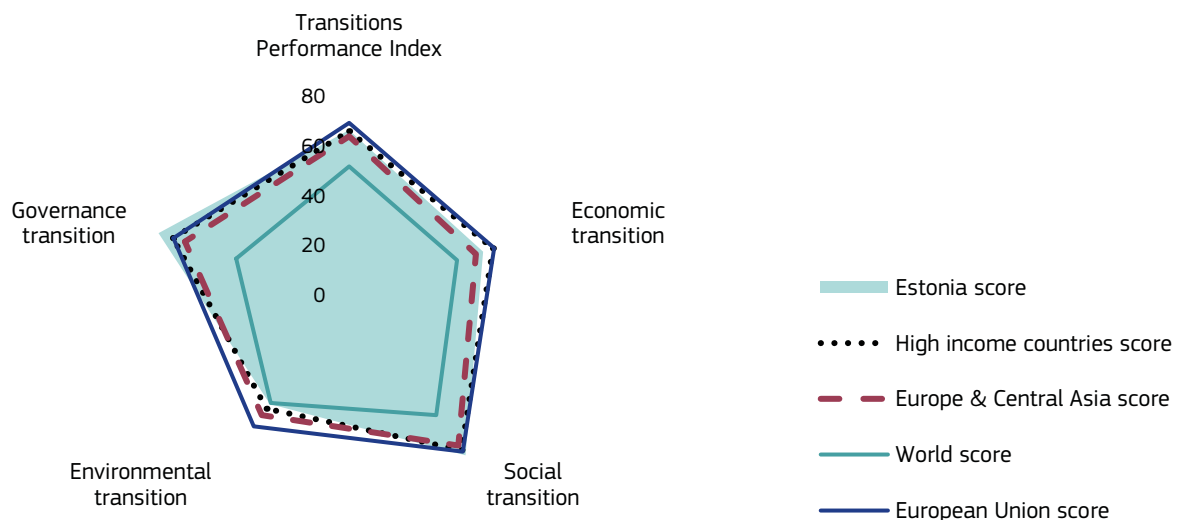 Transitions
Performance Index
80
60
40
20
0
Governance
transition
Economic
transition
Environmental
transition
Social
transition
Estonia score
High income countries score
Europe & Central Asia score
World score
European Union score